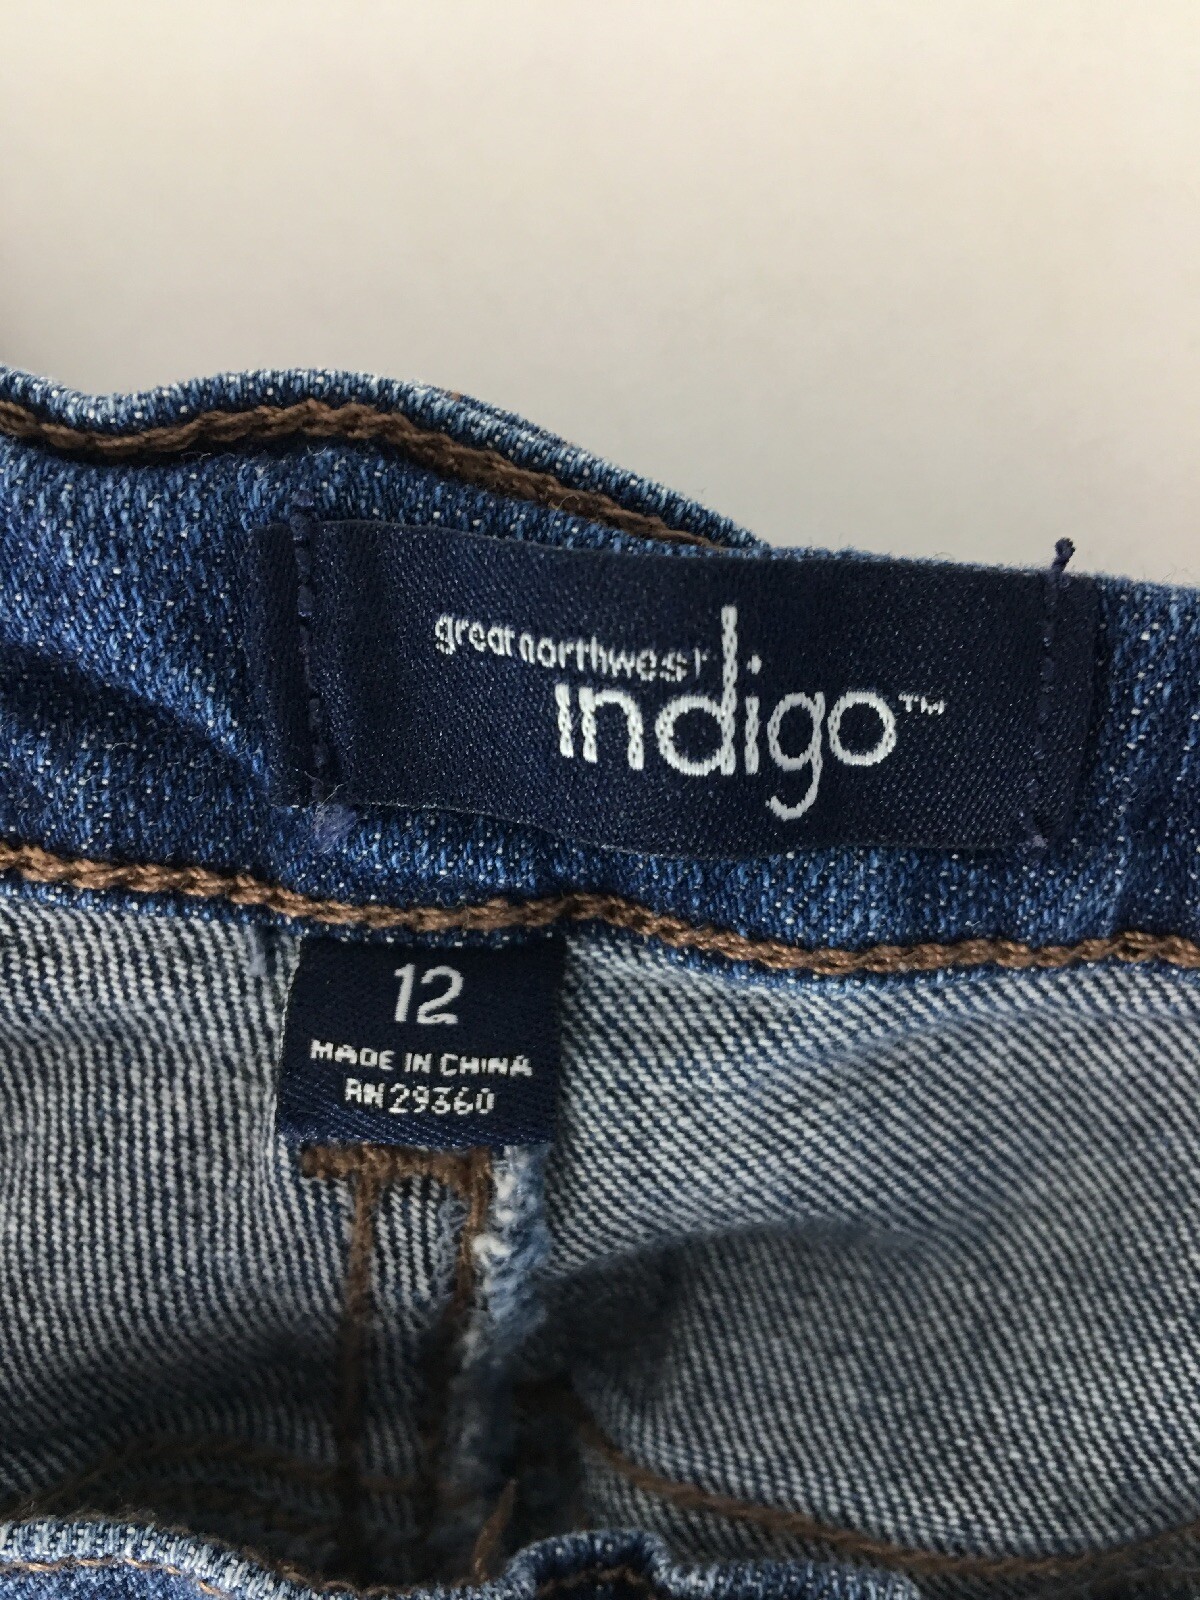 great northwest
indigo™
12
MADE IN CHINA
RN 29360